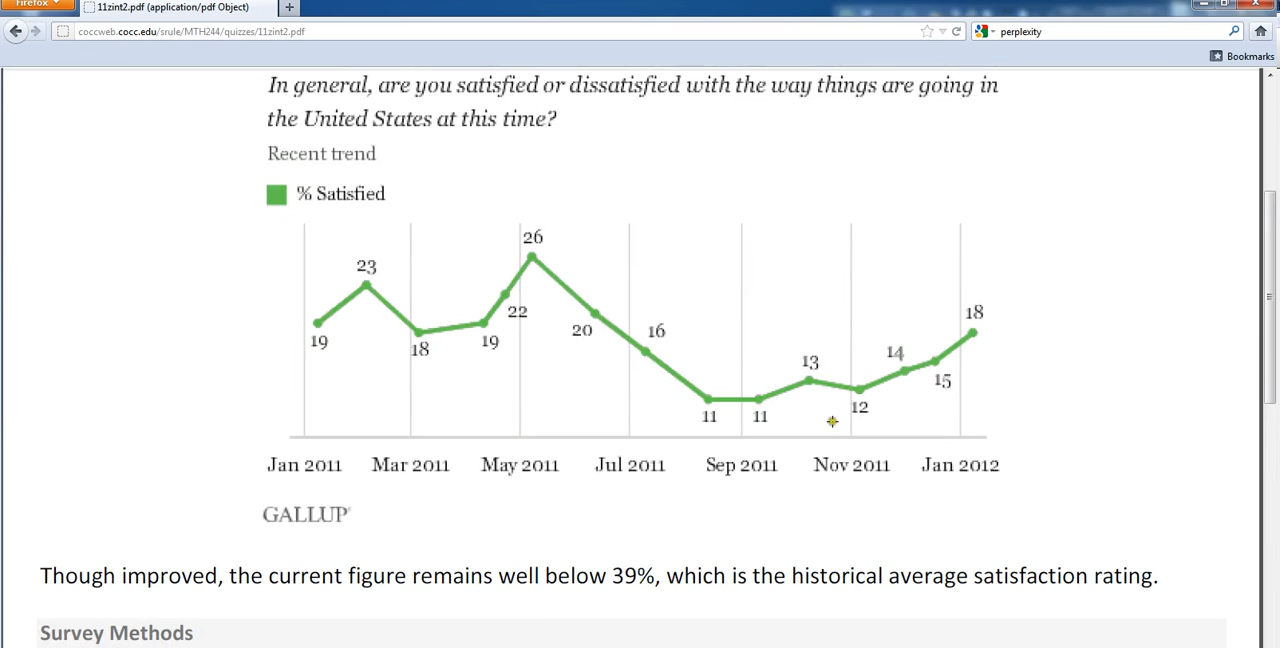 Firefox
11zint2.pdf (application/pdf Object)
coccweb.cocc.edu/srule/MTH244/quizzes/11zint2.pdf
perplexity
Bookmarks
In general, are you satisfied or dissatisfied with the way things are going in
the United States at this time?
Recent trend
% Satisfied
26
23
22
20
19
18
19
16
18
13
14
15
11
11
12
Jan 2011 Mar 2011 May 2011 Jul 2011 Sep 2011 Nov 2011 Jan 2012
GALLUP
Though improved, the current figure remains well below 39%, which is the historical average satisfaction rating.
Survey Methods